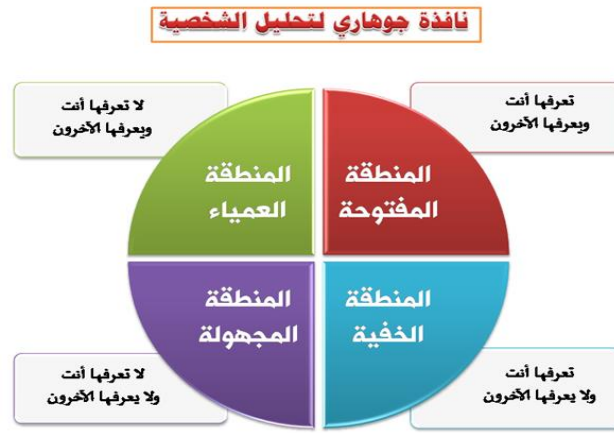 نافذة جوهاري لتحليل الشخصية
تعرفها أنت
ويعرفها الآخرون
لا تعرفها أنت
ويعرفها الآخرون
المنطقة
المفتوحة
المنطقة
العمياء
المنطقة
الخفية
المنطقة
المجهولة
تعرفها أنت
ولا يعرفها الآخرون
لا تعرفها أنت
ولا يعرفها الآخرون